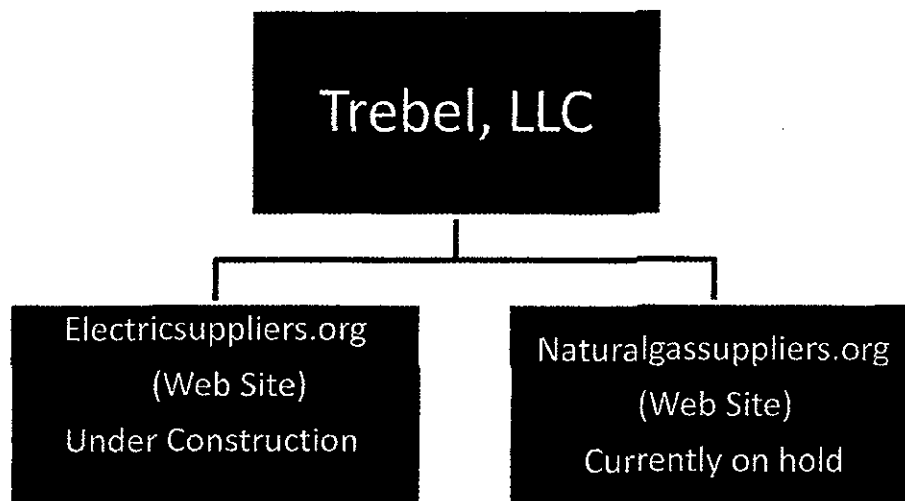 Trebel, LLC
Electricsuppliers.org
(Web Site)
Under Construction
Naturalgassuppliers.org
(Web Site)
Currently on hold